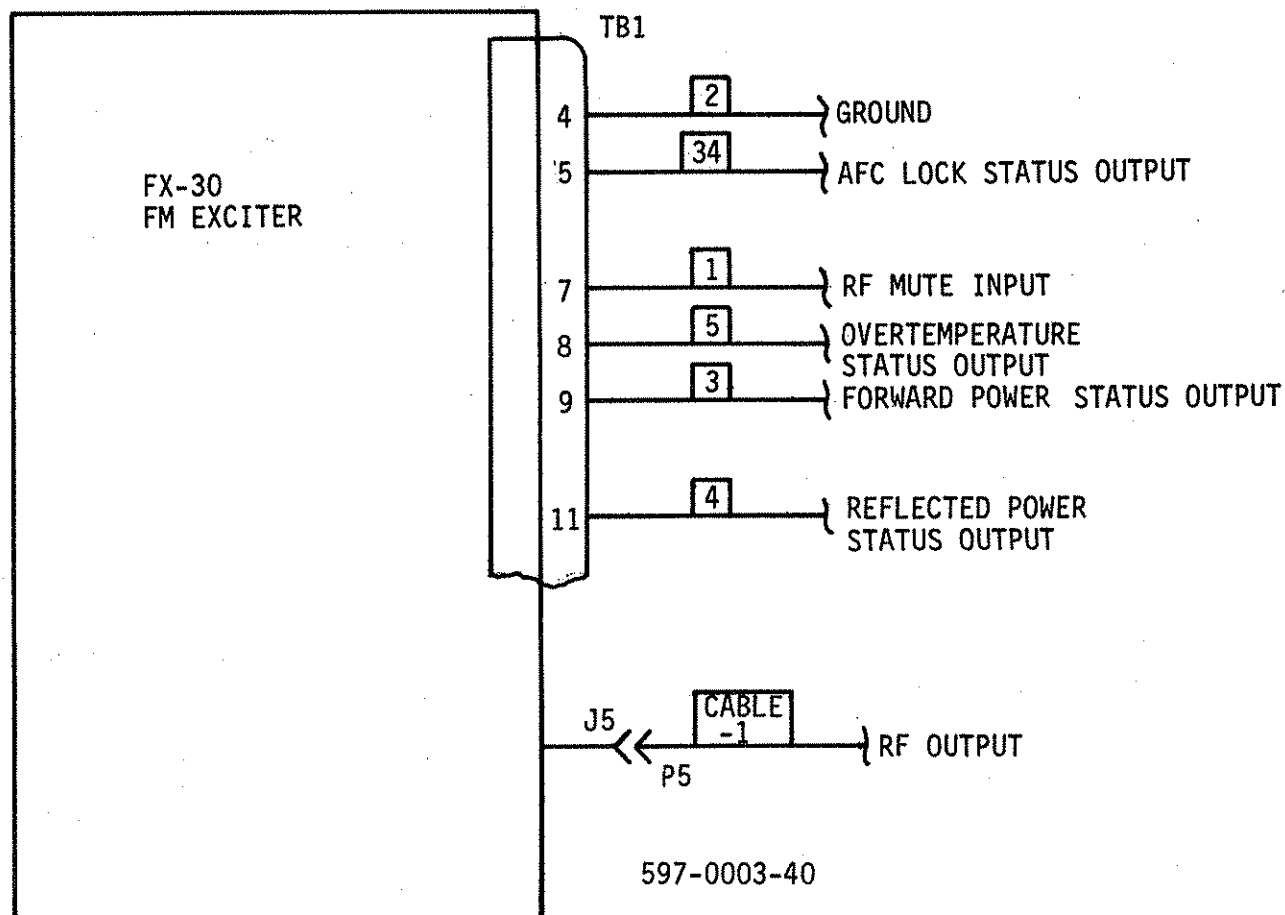 TB1
4 2 GROUND
5 34 AFC LOCK STATUS OUTPUT
FX-30
FM EXCITER
7 1 RF MUTE INPUT
8 5 OVERTEMPERATURE
STATUS OUTPUT
9 3 FORWARD POWER STATUS OUTPUT
11 4 REFLECTED POWER
STATUS OUTPUT
J5 CABLE
-1
RF OUTPUT
P5
597-0003-40